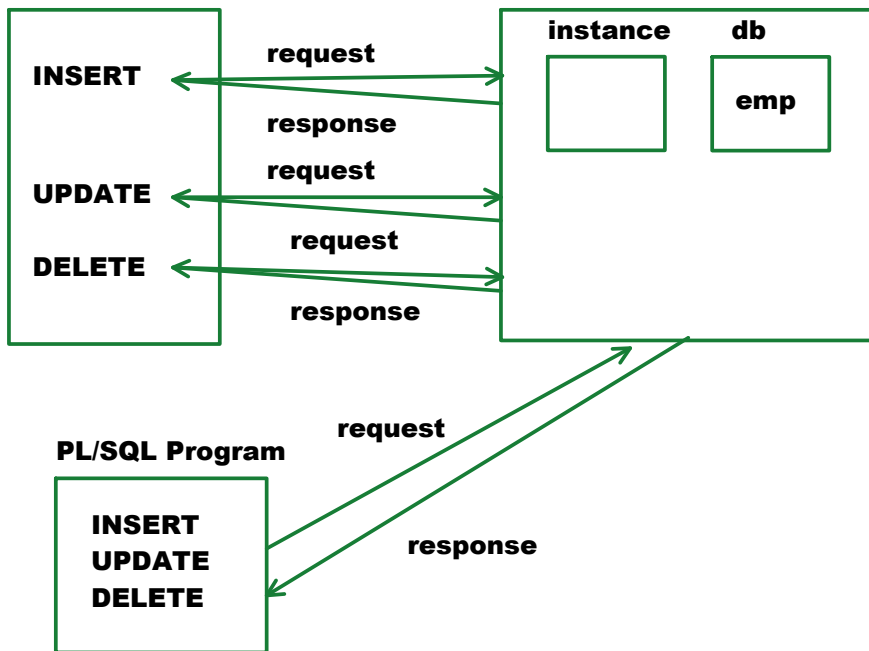 instance db
request
INSERT
emp
response
request
UPDATE
request
DELETE
response
request
PL/SQL Program
INSERT
response
UPDATE
DELETE